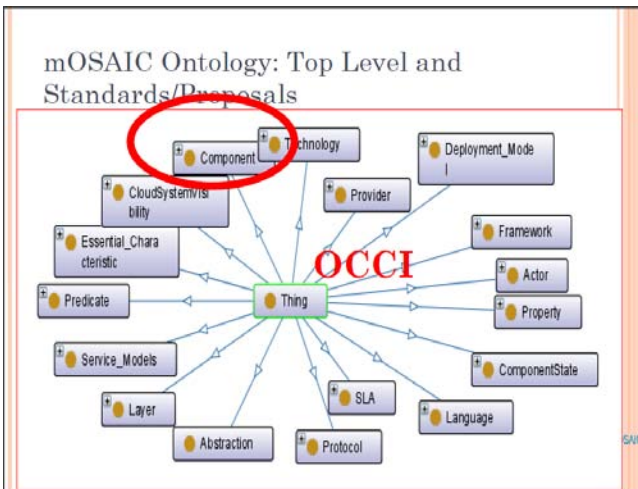 mOSAIC Ontology: Top Level and
Standards/Proposals
Component
Technology
Deployment_Mode
l
CloudSystemVisi
bility
Provider
Essential_Chara
cteristic
Framework
OCCI
Actor
Predicate
Thing
Property
Service_Models
ComponentState
SLA
Layer
Language
Abstraction
Protocol